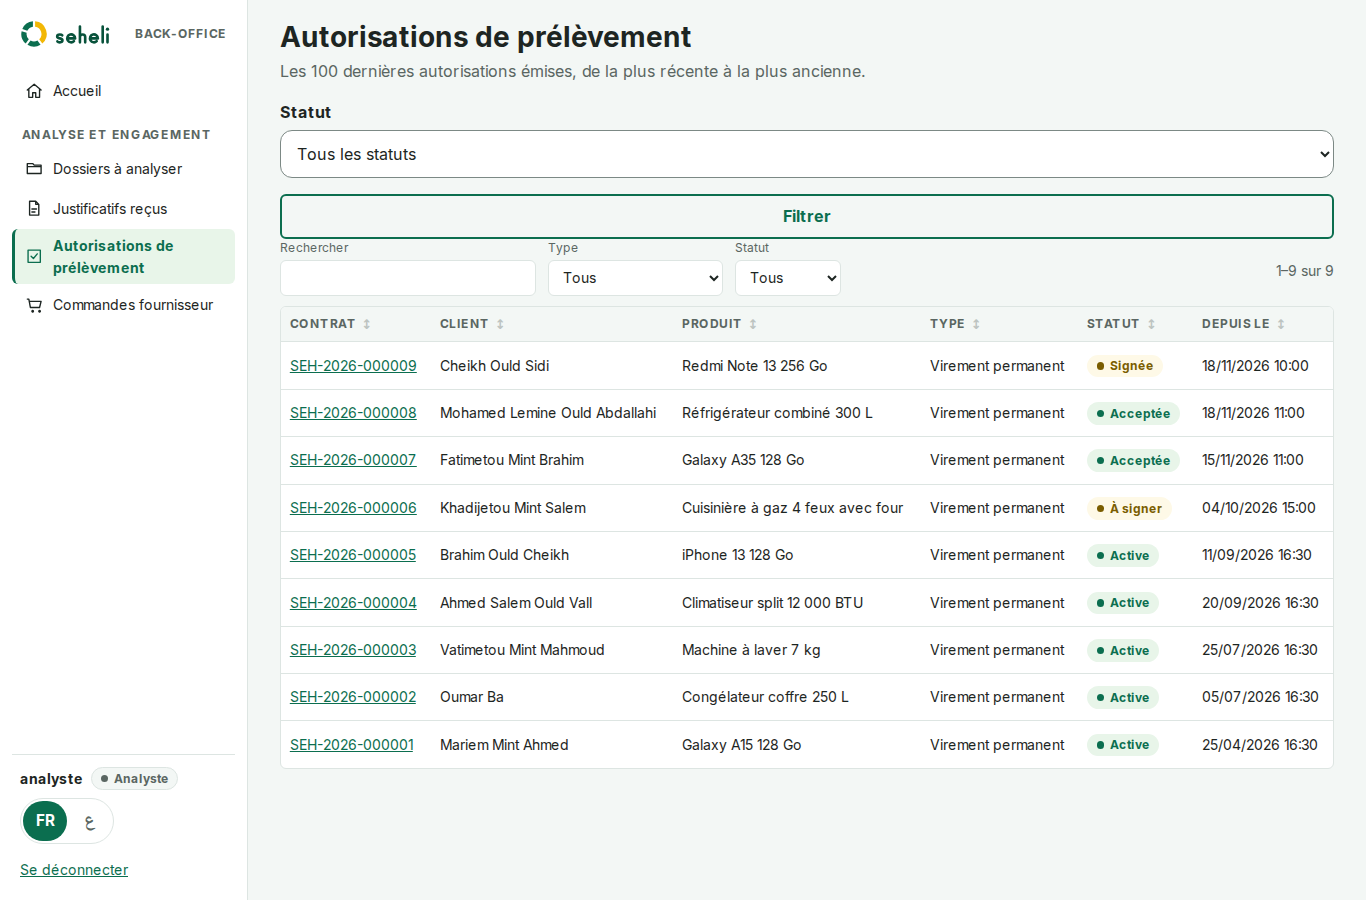 seheli BACK-OFFICE
Accueil
ANALYSE ET ENGAGEMENT
Dossiers à analyser
Justificatifs reçus
Autorisations de
prélèvement
Commandes fournisseur
analyste Analyste
FR ع
Se déconnecter
Autorisations de prélèvement
Les 100 dernières autorisations émises, de la plus récente à la plus ancienne.
Statut
Tous les statuts
Filtrer
Rechercher Type Statut
Tous Tous 1–9 sur 9
CONTRAT CLIENT PRODUIT TYPE STATUT DEPUIS LE
SEH-2026-000009 Cheikh Ould Sidi Redmi Note 13 256 Go Virement permanent Signée 18/11/2026 10:00
SEH-2026-000008 Mohamed Lemine Ould Abdallahi Réfrigérateur combiné 300 L Virement permanent Acceptée 18/11/2026 11:00
SEH-2026-000007 Fatimetou Mint Brahim Galaxy A35 128 Go Virement permanent Acceptée 15/11/2026 11:00
SEH-2026-000006 Khadijetou Mint Salem Cuisinière à gaz 4 feux avec four Virement permanent À signer 04/10/2026 15:00
SEH-2026-000005 Brahim Ould Cheikh iPhone 13 128 Go Virement permanent Active 11/09/2026 16:30
SEH-2026-000004 Ahmed Salem Ould Vall Climatiseur split 12 000 BTU Virement permanent Active 20/09/2026 16:30
SEH-2026-000003 Vatimetou Mint Mahmoud Machine à laver 7 kg Virement permanent Active 25/07/2026 16:30
SEH-2026-000002 Oumar Ba Congélateur coffre 250 L Virement permanent Active 05/07/2026 16:30
SEH-2026-000001 Mariem Mint Ahmed Galaxy A15 128 Go Virement permanent Active 25/04/2026 16:30